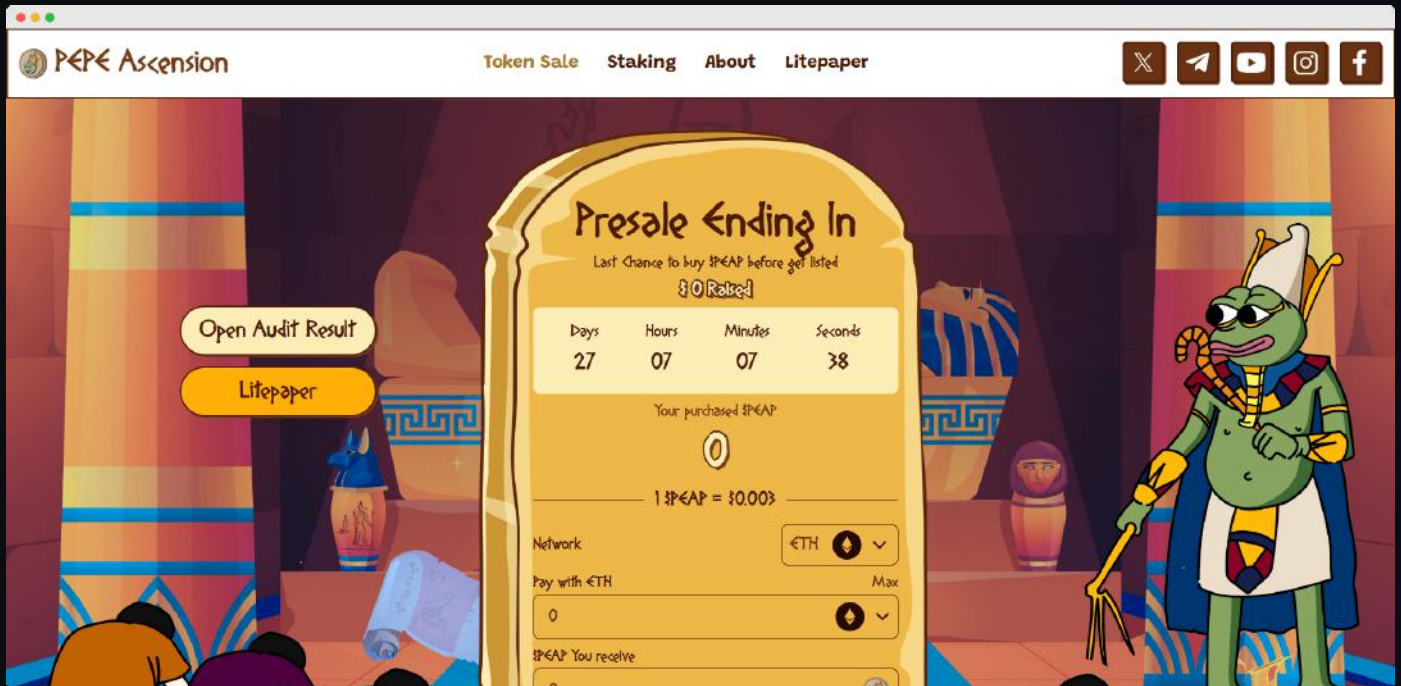 PEPE Ascension
Token Sale Staking About Litepaper
Presale Ending In
Last Chance to buy $PEAP before get listed
$ 0 Raised
Days Hours Minutes Seconds
27 07 07 38
Open Audit Result
Litepaper
Your purchased $PEAP
0
1 $PEAP = $0.003
Network ETH
Pay with ETH Max
0
$PEAP You receive